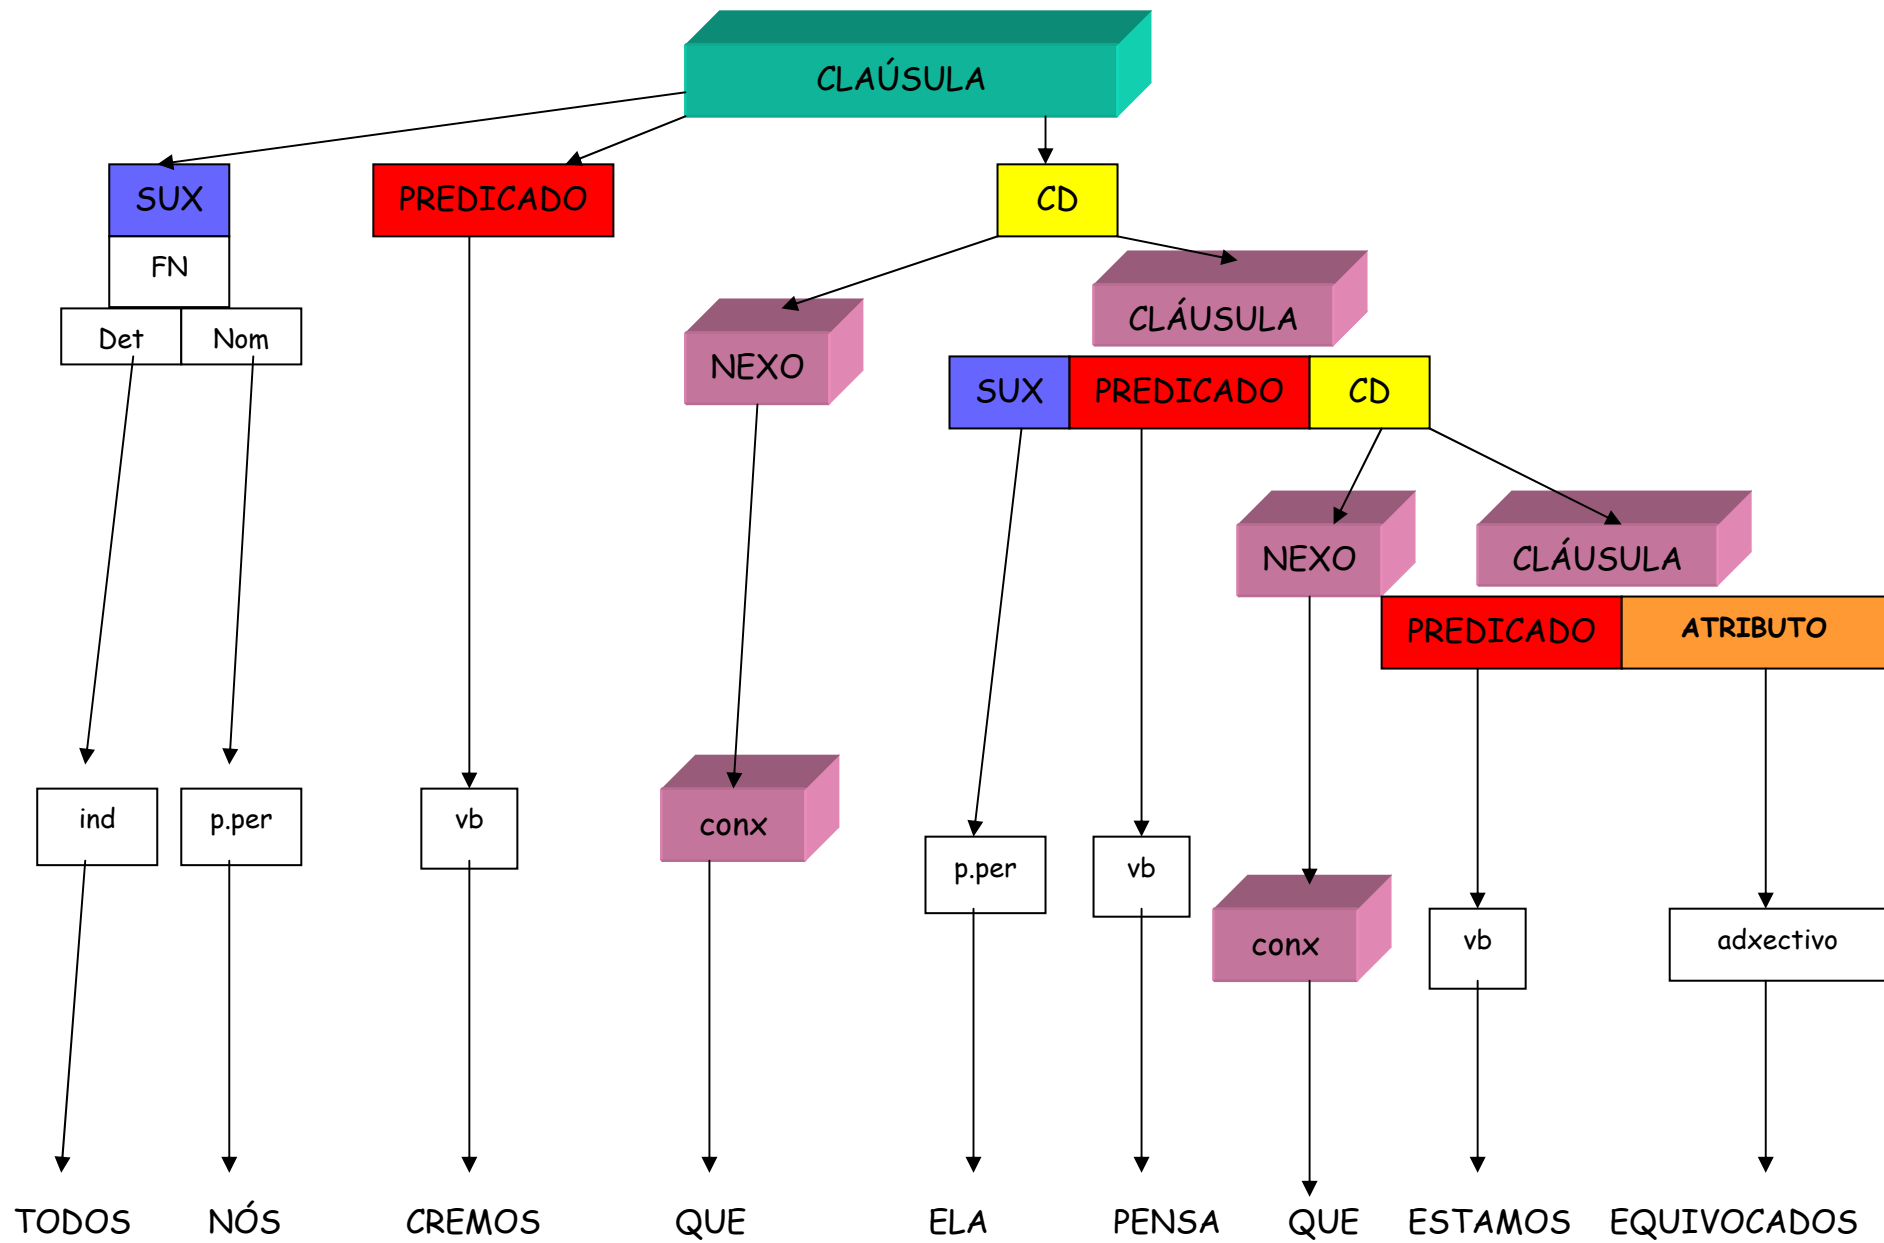 CLAÚSULA
SUX
PREDICADO
CD
FN
Det
Nom
NEXO
CLÁUSULA
SUX
PREDICADO
CD
NEXO
CLÁUSULA
PREDICADO
ATRIBUTO
ind
p.per
vb
conx
p.per
vb
conx
vb
adxectivo
TODOS NÓS CREMOS QUE ELA PENSA QUE ESTAMOS EQUIVOCADOS